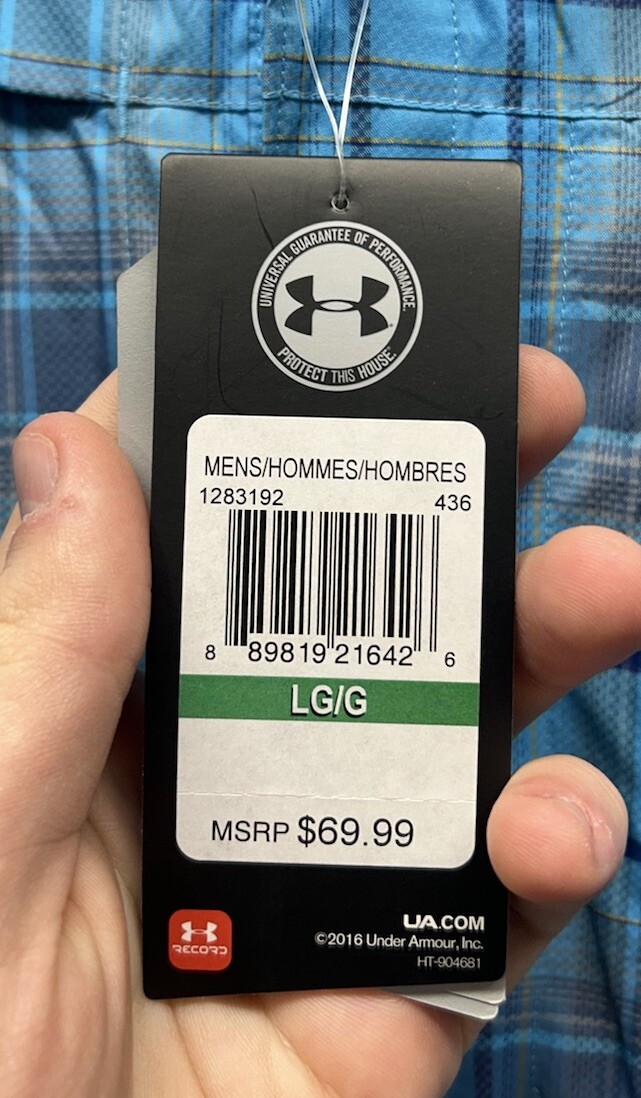 UNIVERSAL GUARANTEE OF PERFORMANCE.
PROTECT THIS HOUSE.
MENS/HOMMES/HOMBRES
1283192 436
8 89819 21642 6
LG/G
MSRP $69.99
RECORD
UA.COM
©2016 Under Armour, Inc.
HT-904681